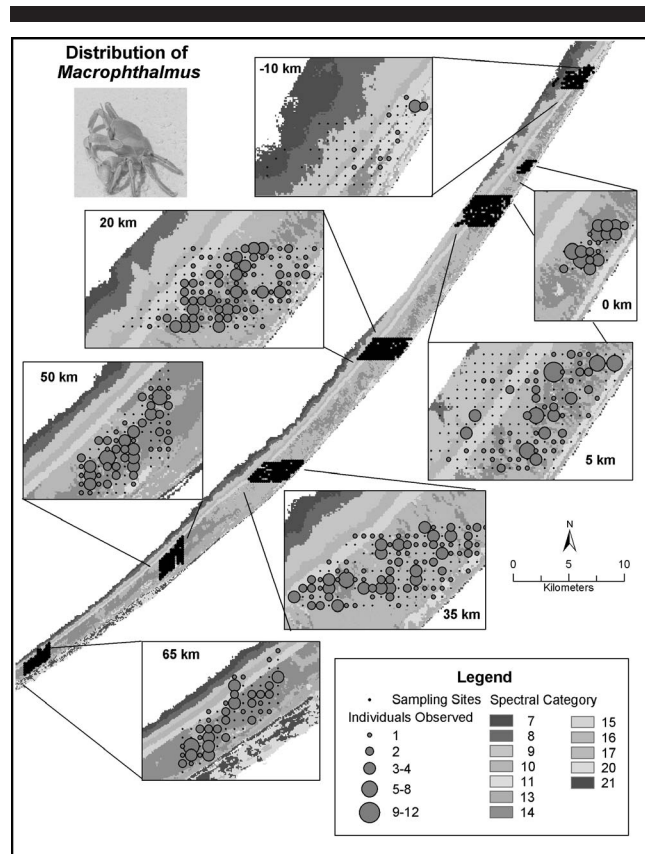 Distribution of
Macrophthalmus
-10 km
20 km
0 km
50 km
5 km
35 km
N
0 5 10
Kilometers
65 km
Legend
Sampling Sites
Individuals Observed
1
2
3-4
5-8
9-12
Spectral Category
7
8
9
10
11
13
14
15
16
17
20
21